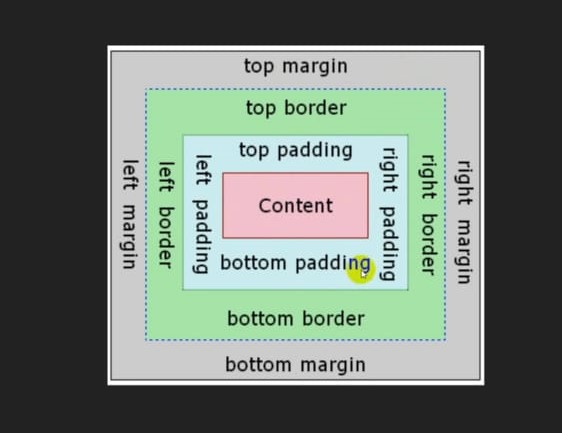 top margin
top border
top padding
left margin
left border
left padding
Content
right padding
right border
right margin
bottom padding
bottom border
bottom margin